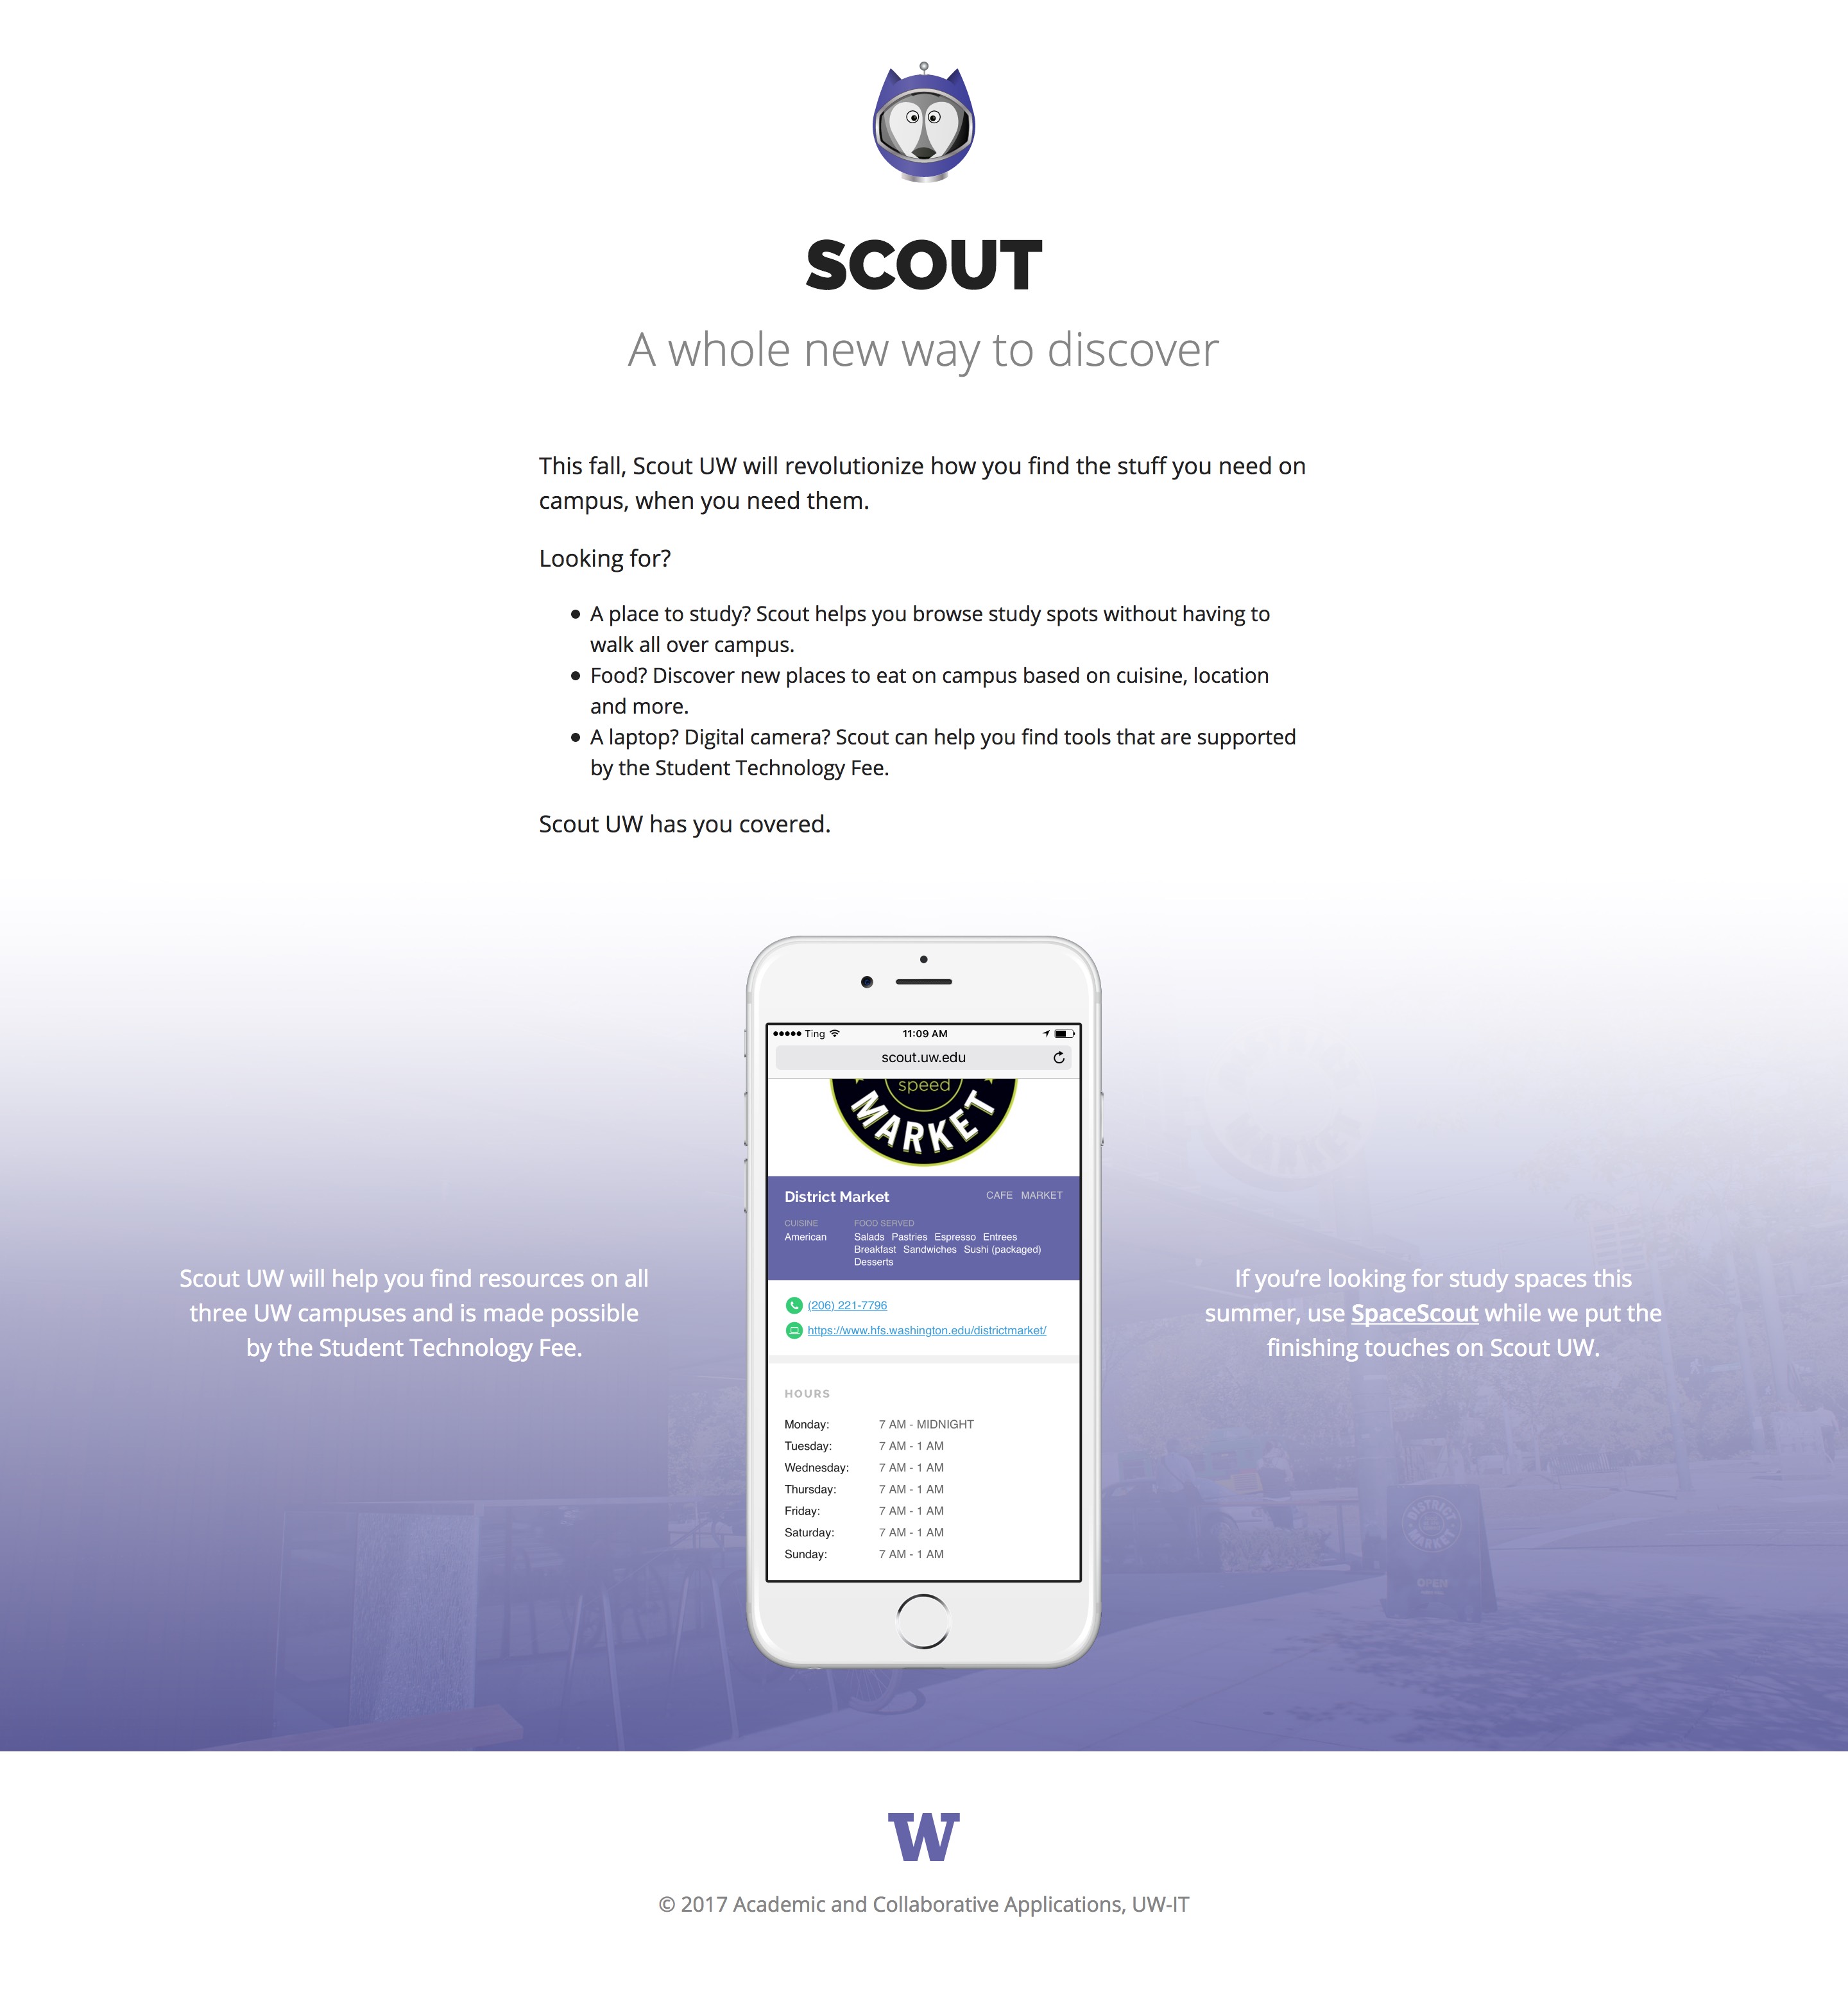 SCOUT
A whole new way to discover
This fall, Scout UW will revolutionize how you find the stuff you need on
campus, when you need them.
Looking for?
A place to study? Scout helps you browse study spots without having to
walk all over campus.
Food? Discover new places to eat on campus based on cuisine, location
and more.
A laptop? Digital camera? Scout can help you find tools that are supported
by the Student Technology Fee.
Scout UW has you covered.
Scout UW will help you find resources on all
three UW campuses and is made possible
by the Student Technology Fee.
Ting 11:09 AM
scout.uw.edu
speed
MARKET
District Market CAFE MARKET
CUISINE FOOD SERVED
American Salads Pastries Espresso Entrees
Breakfast Sandwiches Sushi (packaged)
Desserts
(206) 221-7796
https://www.hfs.washington.edu/districtmarket/
HOURS
Monday: 7 AM - MIDNIGHT
Tuesday: 7 AM - 1 AM
Wednesday: 7 AM - 1 AM
Thursday: 7 AM - 1 AM
Friday: 7 AM - 1 AM
Saturday: 7 AM - 1 AM
Sunday: 7 AM - 1 AM
If you’re looking for study spaces this
summer, use SpaceScout while we put the
finishing touches on Scout UW.
DISTRICT
MARKET
OPEN
W
© 2017 Academic and Collaborative Applications, UW-IT